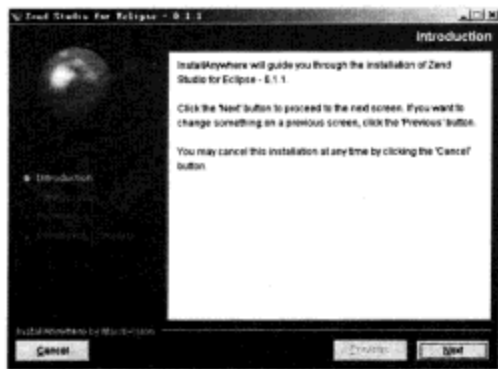 Zend Studio for Eclipse - 6.1.1
Introduction
InstallAnywhere will guide you through the installation of Zend
Studio for Eclipse - 6.1.1.
Click the 'Next' button to proceed to the next screen. If you want to
change something on a previous screen, click the 'Previous' button.
You may cancel this installation at any time by clicking the 'Cancel'
button
Introduction
InstallAnywhere by Macrovision
Cancel
Previous
Next